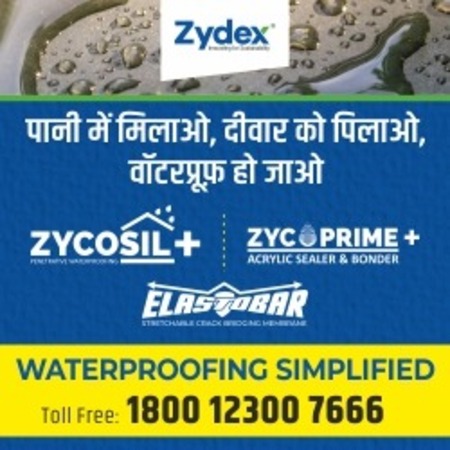 Zydex
Innovating for Sustainability
पानी में मिलाओ, दीवार को पिलाओ,
वॉटरप्रूफ़ हो जाओ
ZYCOSIL+
PENETRATIVE WATERPROOFING
ZYCOPRIME+
ACRYLIC SEALER & BONDER
ELASTOBAR
STRETCHABLE CRACK BRIDGING MEMBRANE
WATERPROOFING SIMPLIFIED
Toll Free: 1800 12300 7666